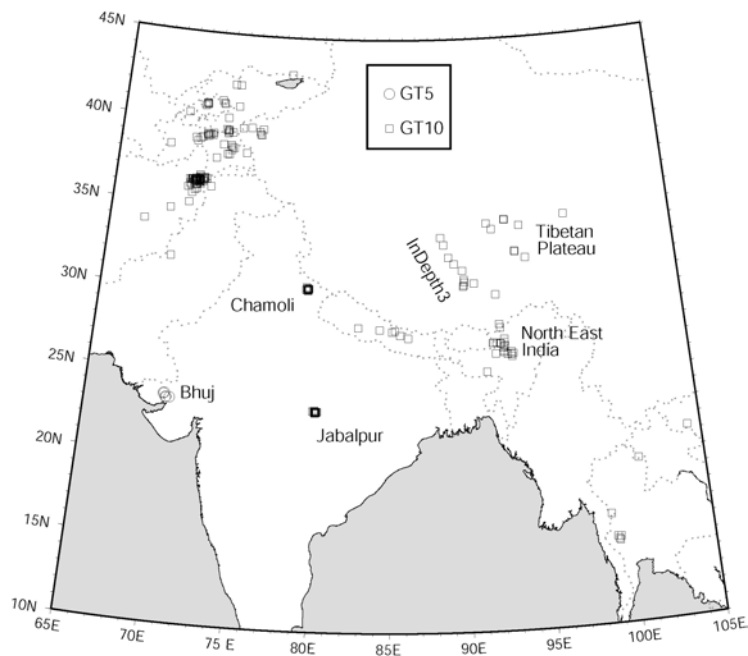 45N
40N
35N
30N
25N
20N
15N
10N
GT5
GT10
Tibetan
Plateau
InDepth3
Chamoli
North East
India
Bhuj
Jabalpur
65E
70E
75 E
80 E
85E
90E
95E
100E
105E